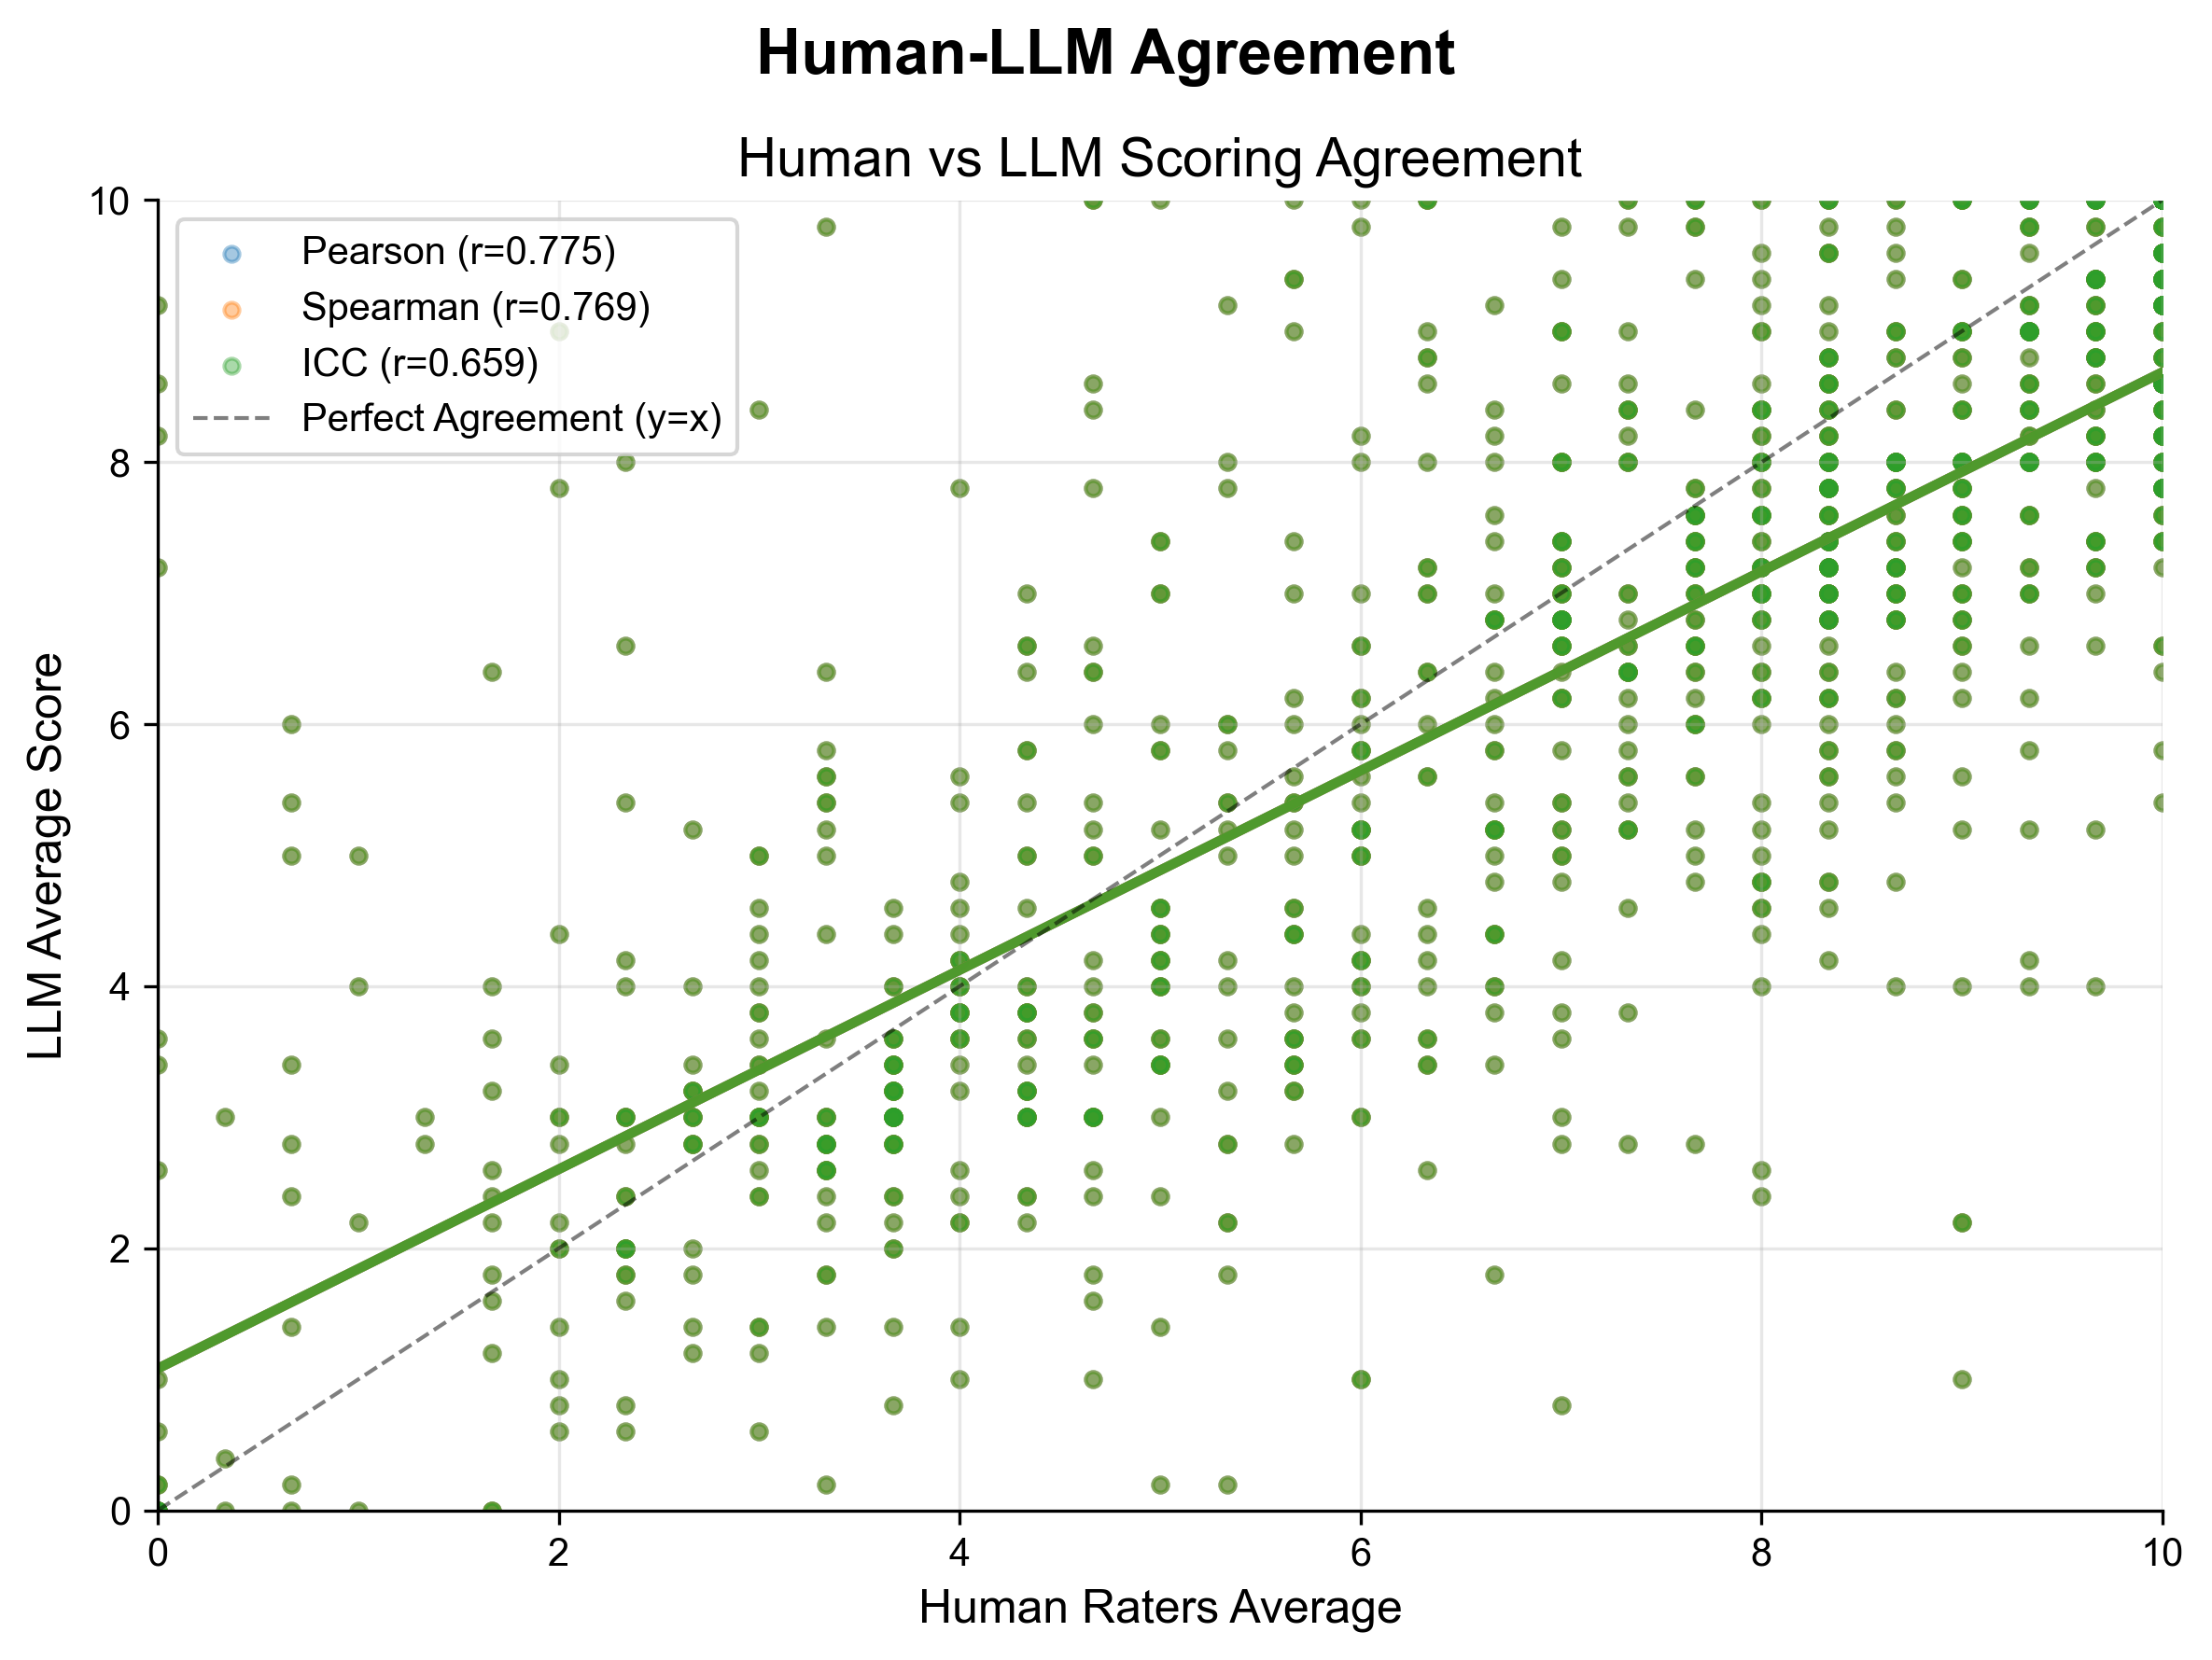 Human-LLM Agreement
Human vs LLM Scoring Agreement
10
8
6
4
2
0
LLM Average Score
Pearson (r=0.775)
Spearman (r=0.769)
ICC (r=0.659)
Perfect Agreement (y=x)
0 2 4 6 8 10
Human Raters Average